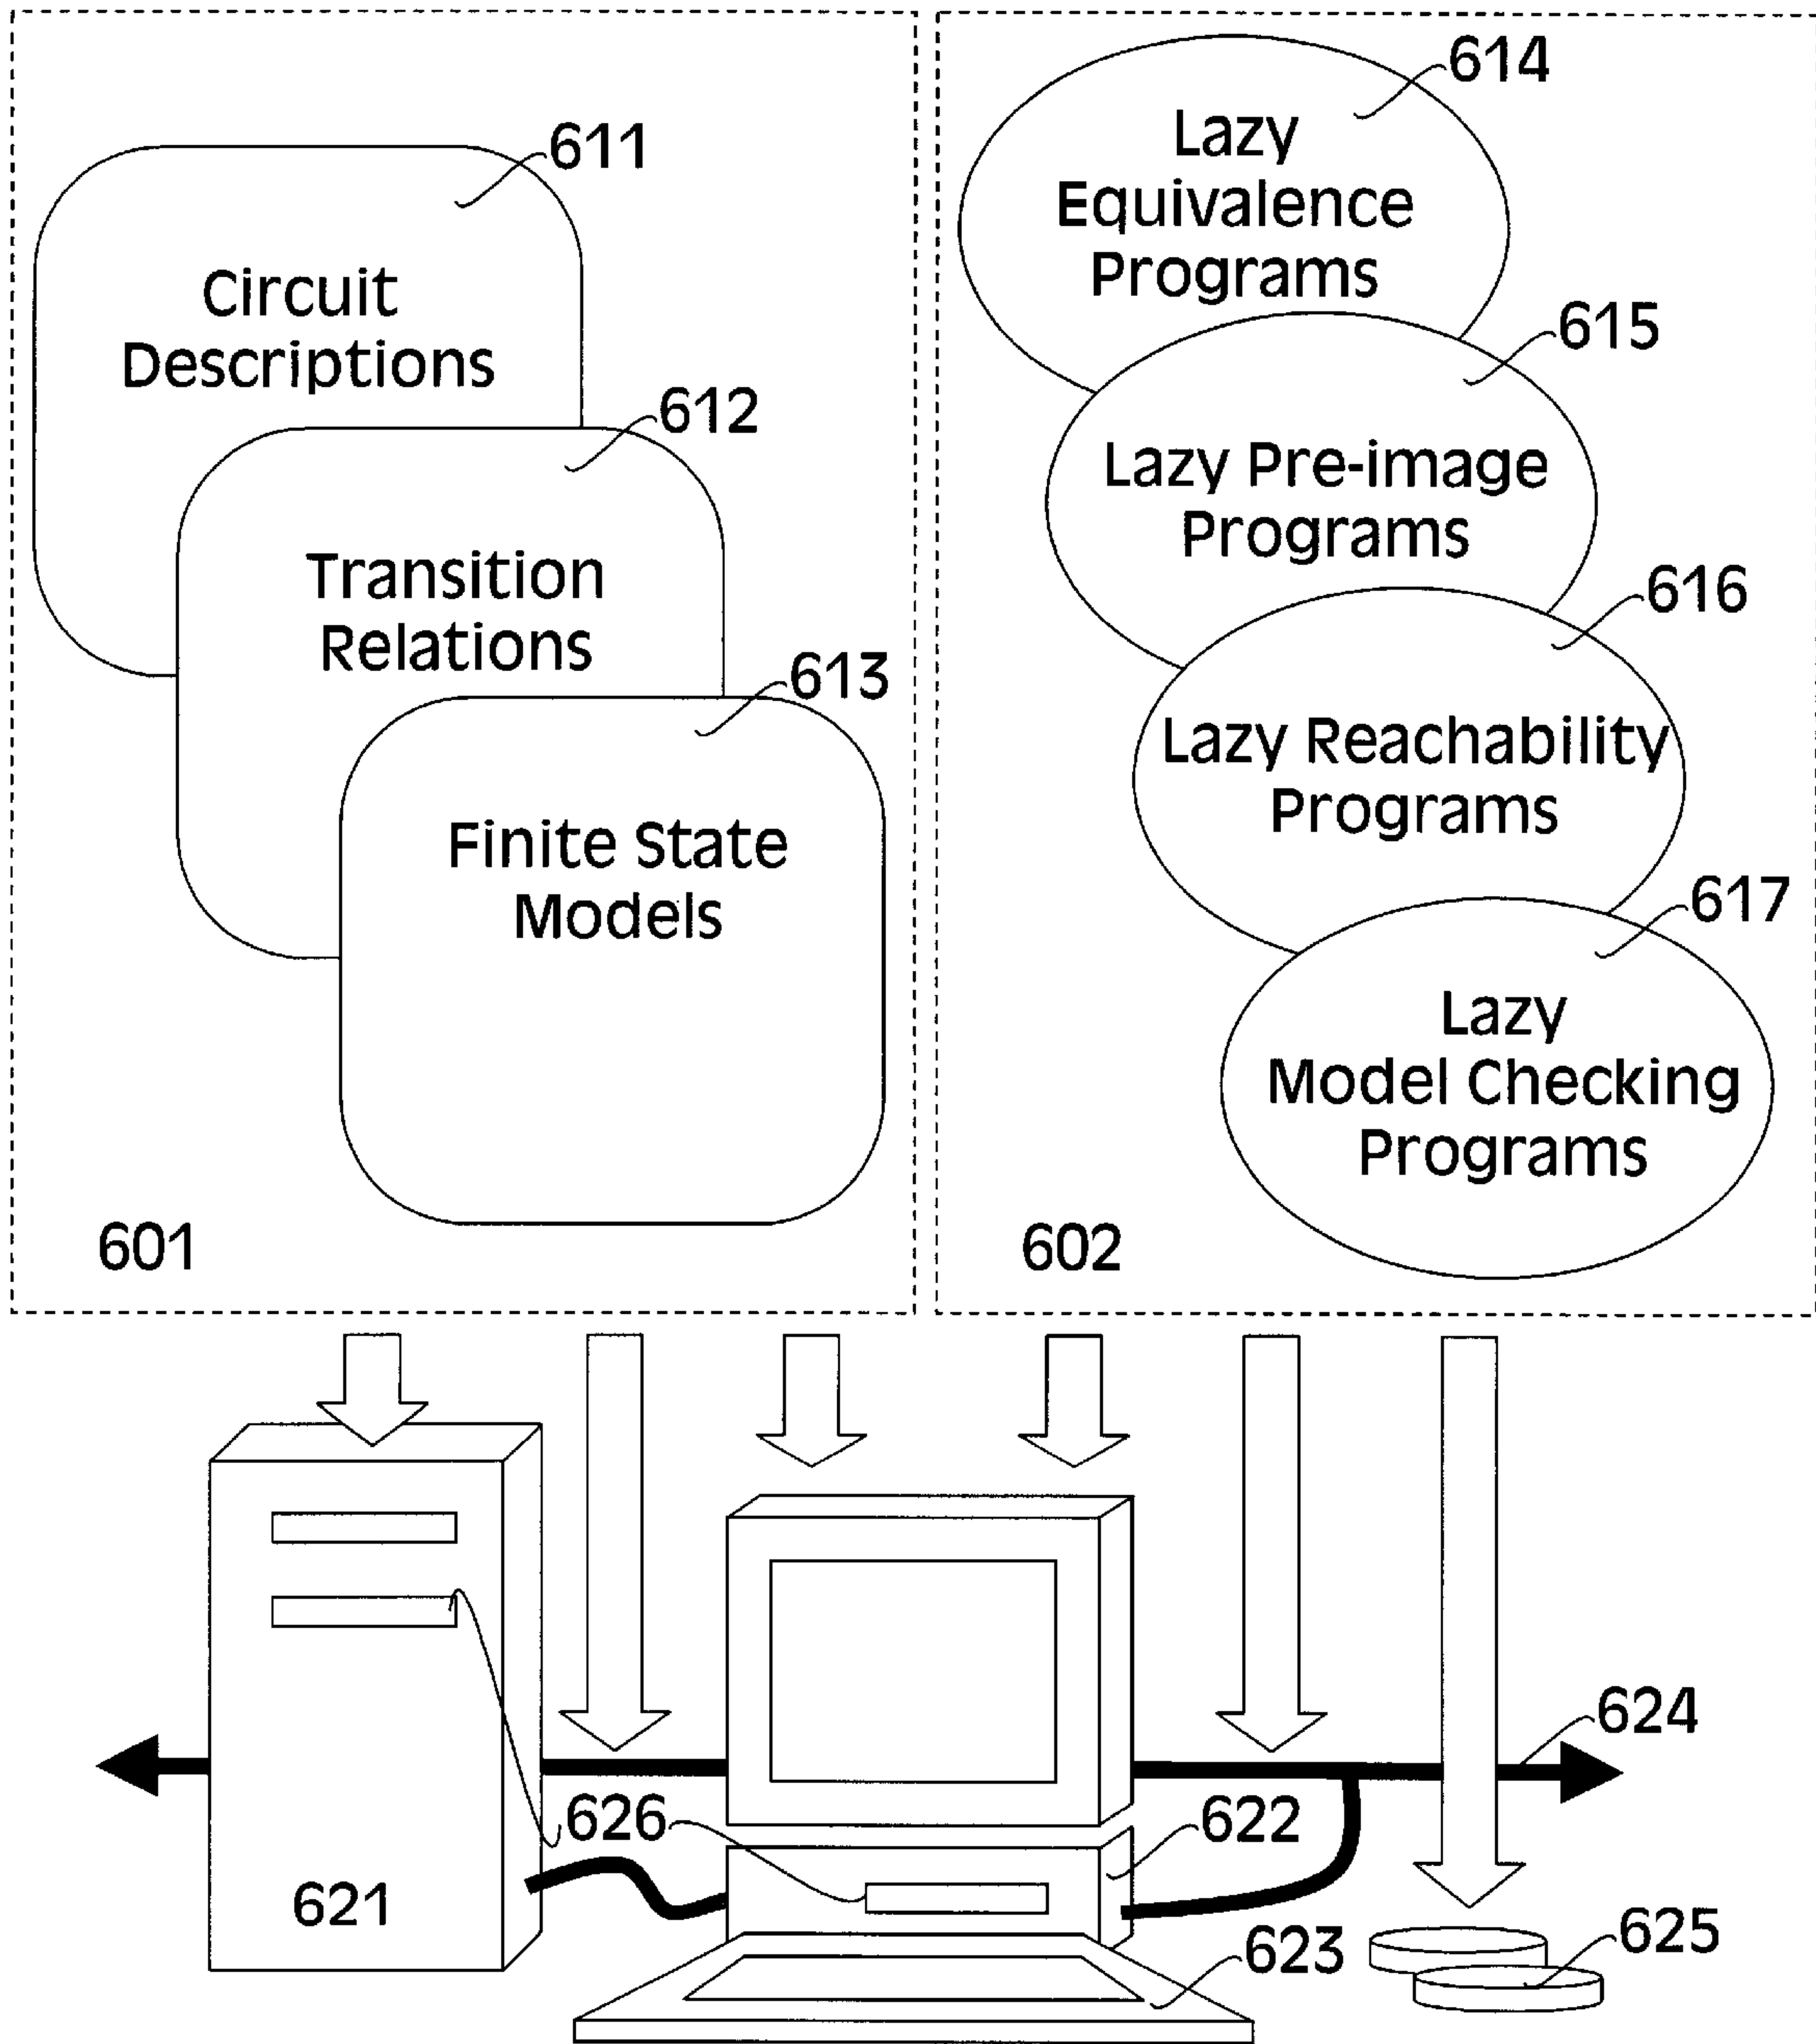 611
Circuit
Descriptions
612
Transition
Relations
613
Finite State
Models
601
614
Lazy
Equivalence
Programs
615
Lazy Pre-image
Programs
616
Lazy Reachability
Programs
617
Lazy
Model Checking
Programs
602
624
626
622
621
623
625